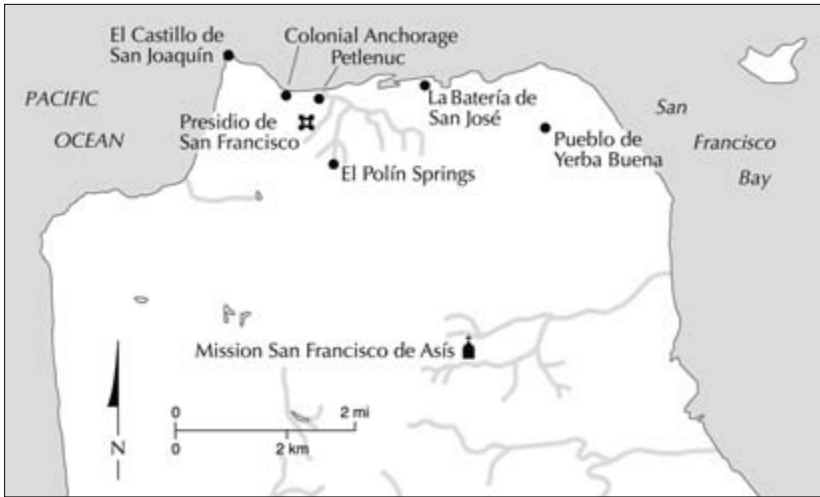 El Castillo de
San Joaquín
Colonial Anchorage
Petlenuc
PACIFIC
OCEAN
Presidio de
San Francisco
La Batería de
San José
San
Francisco
Bay
Pueblo de
Yerba Buena
El Polín Springs
Mission San Francisco de Asís
0
2 mi
0
2 km
N